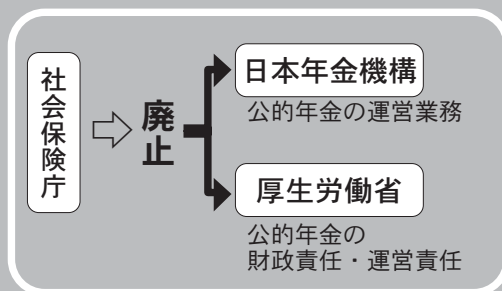 社会保険庁
廃止
日本年金機構
公的年金の運営業務
厚生労働省
公的年金の
財政責任・運営責任